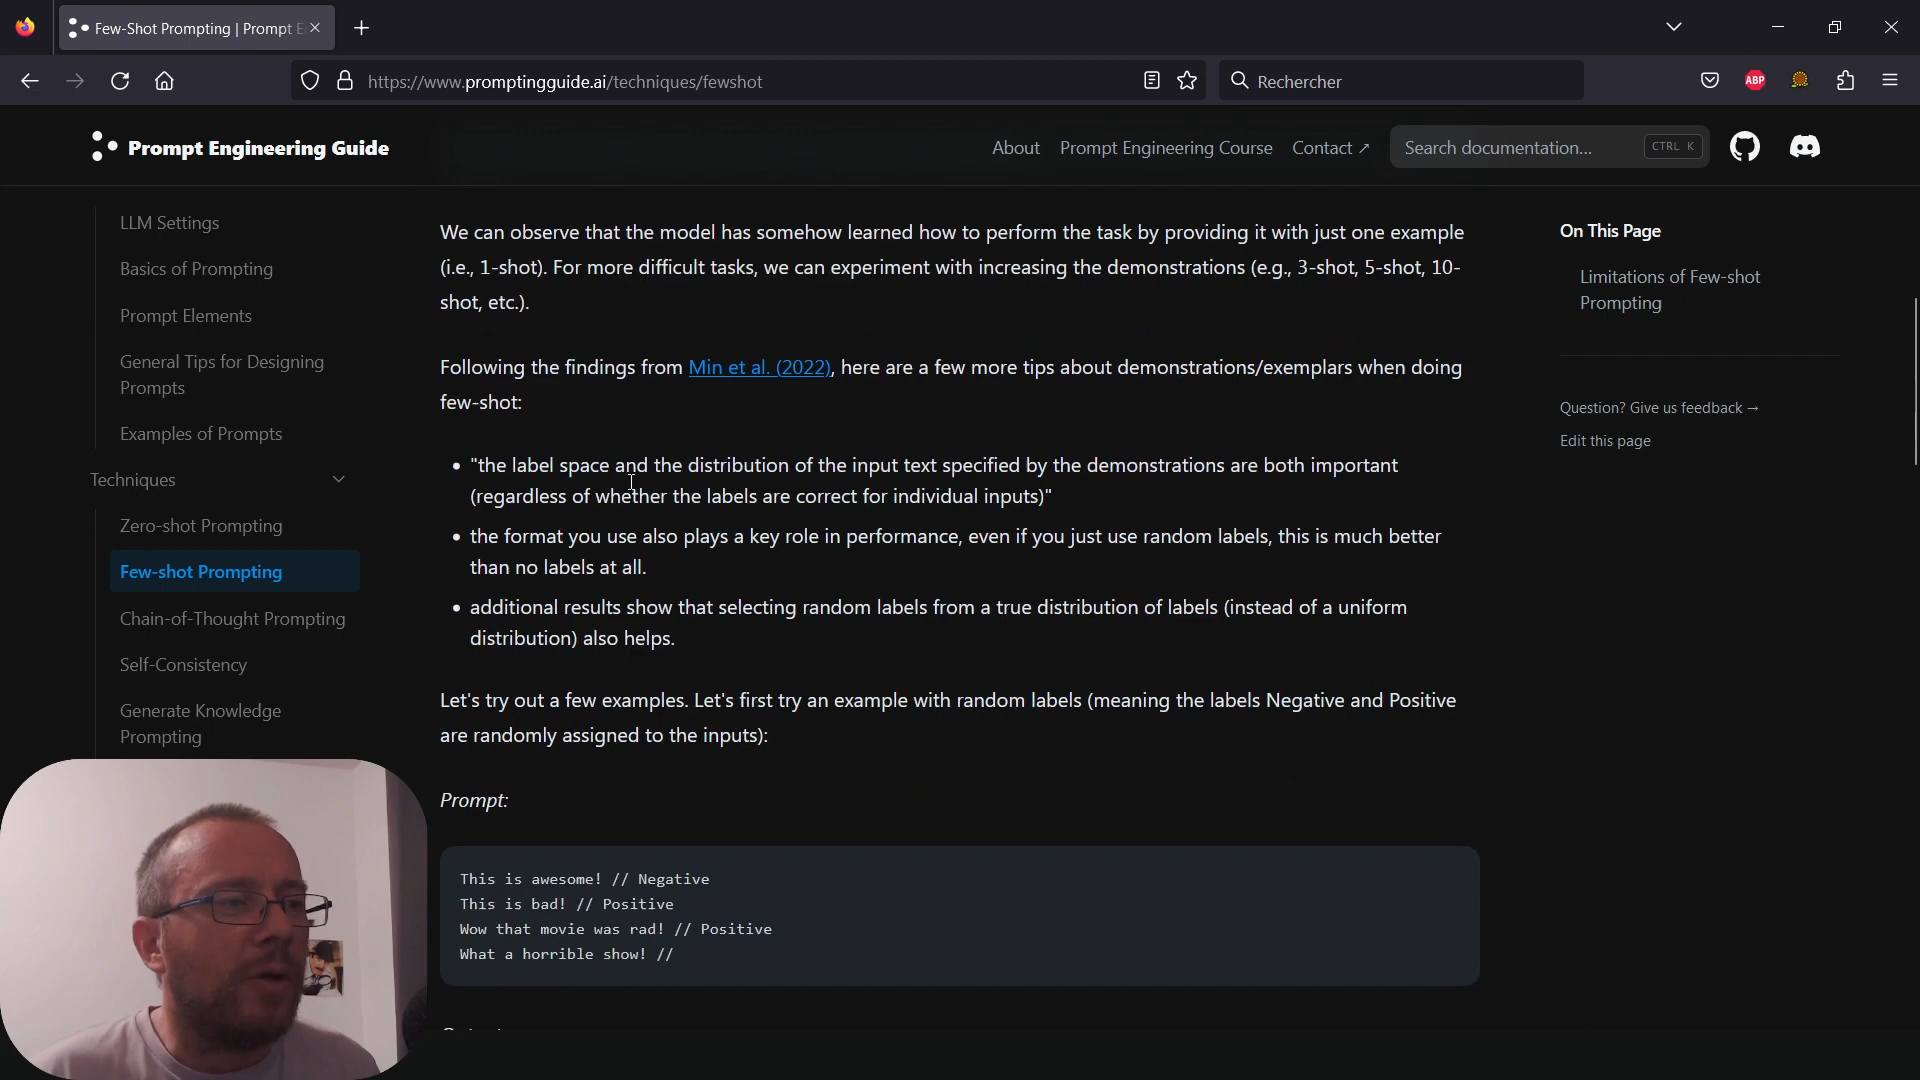 Few-Shot Prompting | Prompt E
https://www.promptingguide.ai/techniques/fewshot
Rechercher
ABP
Prompt Engineering Guide
About
Prompt Engineering Course
Contact ↗
Search documentation...
CTRL K
LLM Settings
Basics of Prompting
Prompt Elements
General Tips for Designing
Prompts
Examples of Prompts
Techniques
Zero-shot Prompting
Few-shot Prompting
Chain-of-Thought Prompting
Self-Consistency
Generate Knowledge
Prompting
We can observe that the model has somehow learned how to perform the task by providing it with just one example
(i.e., 1-shot). For more difficult tasks, we can experiment with increasing the demonstrations (e.g., 3-shot, 5-shot, 10-
shot, etc.).
Following the findings from Min et al. (2022), here are a few more tips about demonstrations/exemplars when doing
few-shot:
• "the label space and the distribution of the input text specified by the demonstrations are both important
(regardless of whether the labels are correct for individual inputs)"
• the format you use also plays a key role in performance, even if you just use random labels, this is much better
than no labels at all.
• additional results show that selecting random labels from a true distribution of labels (instead of a uniform
distribution) also helps.
Let's try out a few examples. Let's first try an example with random labels (meaning the labels Negative and Positive
are randomly assigned to the inputs):
Prompt:
This is awesome! // Negative
This is bad! // Positive
Wow that movie was rad! // Positive
What a horrible show! //
On This Page
Limitations of Few-shot
Prompting
Question? Give us feedback →
Edit this page